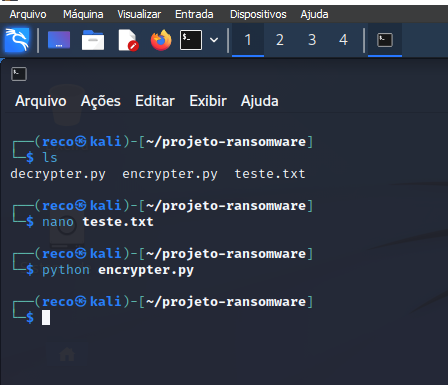 Arquivo Máquina Visualizar Entrada Dispositivos Ajuda
1 2 3 4
Arquivo Ações Editar Exibir Ajuda
┌──(reco㉿kali)-[~/projeto-ransomware]
└─$ ls
decrypter.py encrypter.py teste.txt
┌──(reco㉿kali)-[~/projeto-ransomware]
└─$ nano teste.txt
┌──(reco㉿kali)-[~/projeto-ransomware]
└─$ python encrypter.py
┌──(reco㉿kali)-[~/projeto-ransomware]
└─$